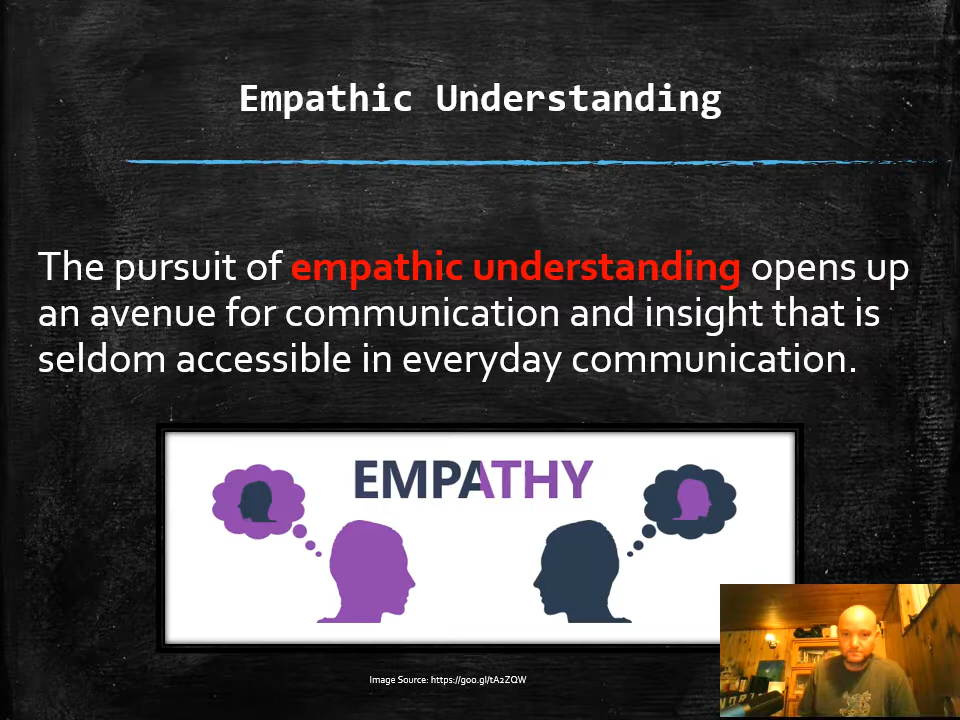 Empathic Understanding
The pursuit of empathic understanding opens up
an avenue for communication and insight that is
seldom accessible in everyday communication.
EMPATHY
Image Source: https://goo.gl/tA2ZQW